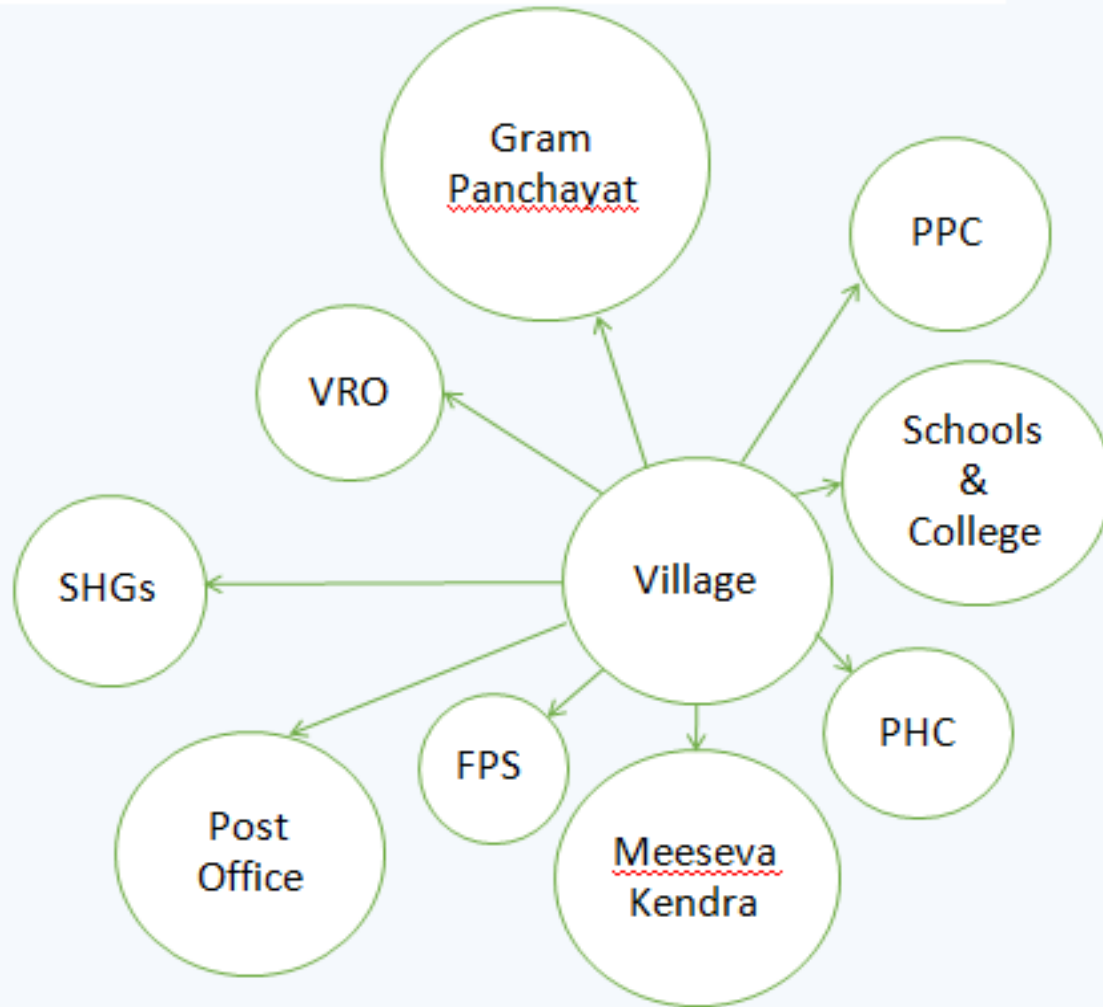 Gram
Panchayat
PPC
VRO
Schools
&
College
Village
SHGs
PHC
FPS
Post
Office
Meeseva
Kendra